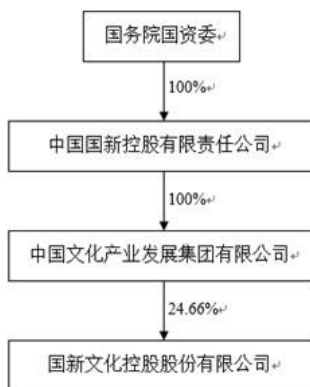 国务院国资委
100%
中国国新控股有限责任公司
100%
中国文化产业发展集团有限公司
24.66%
国新文化控股股份有限公司